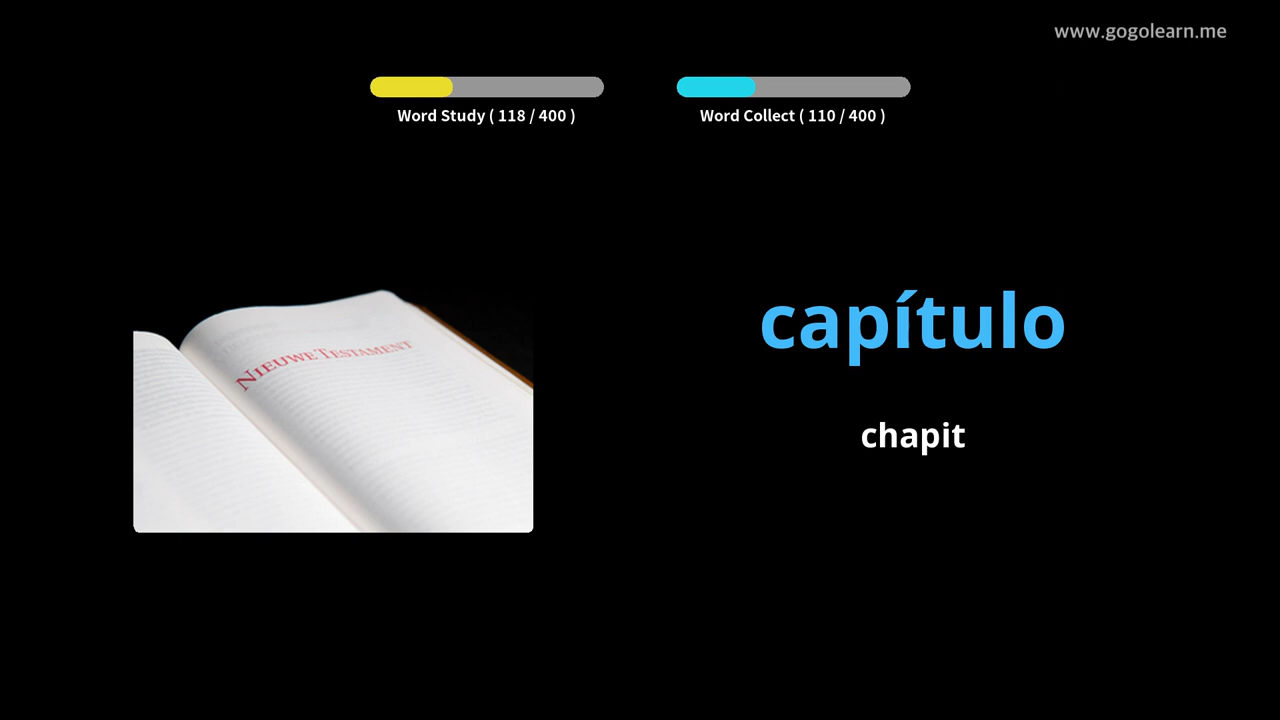 www.gogolearn.me
Word Study ( 118 / 400 )
Word Collect ( 110 / 400 )
NIEUWE TESTAMENT
capítulo
chapit